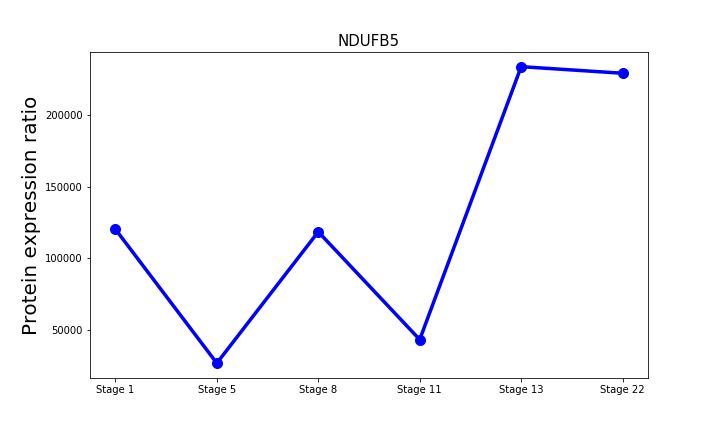 NDUFB5
Protein expression ratio
200000
150000
100000
50000
Stage 1
Stage 5
Stage 8
Stage 11
Stage 13
Stage 22